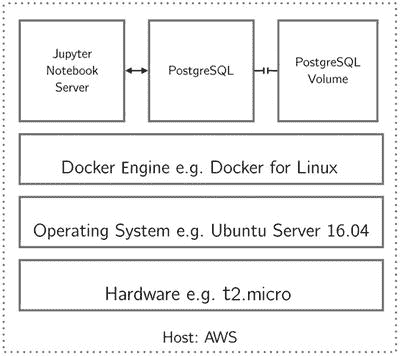 Jupyter
Notebook
Server
PostgreSQL
PostgreSQL
Volume
Docker Engine e.g. Docker for Linux
Operating System e.g. Ubuntu Server 16.04
Hardware e.g. t2.micro
Host: AWS